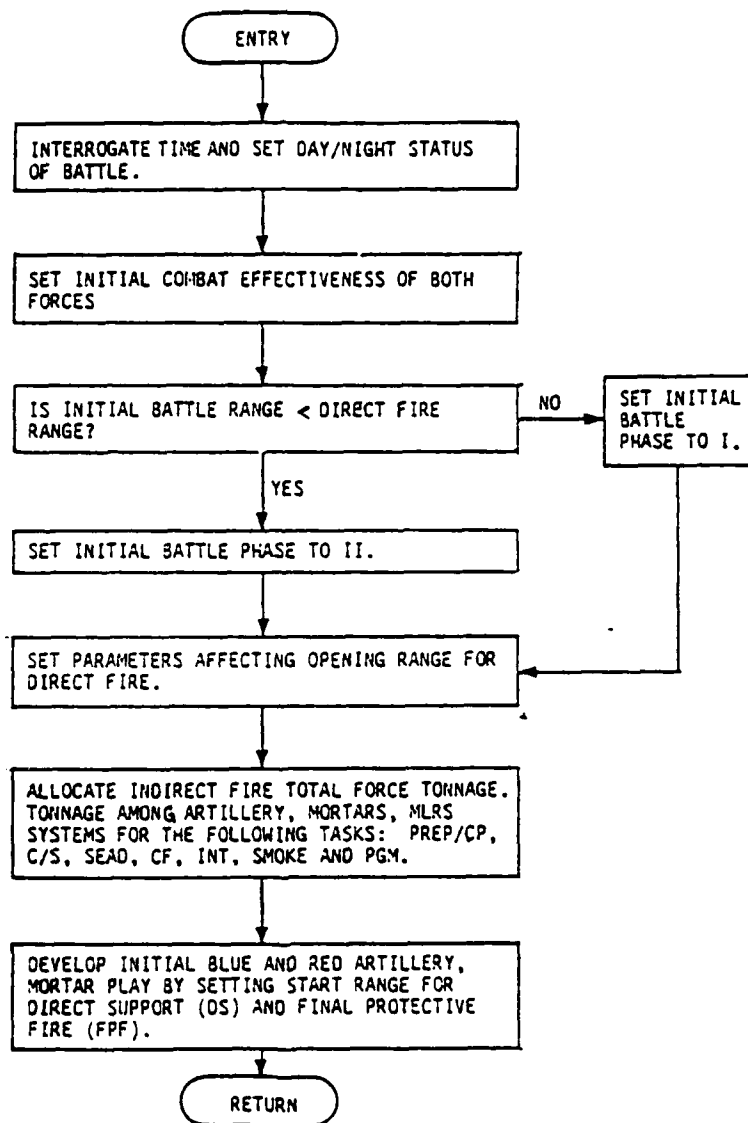 ENTRY
INTERROGATE TIME AND SET DAY/NIGHT STATUS
OF BATTLE.
SET INITIAL COMBAT EFFECTIVENESS OF BOTH
FORCES
IS INITIAL BATTLE RANGE < DIRECT FIRE
RANGE?
NO
SET INITIAL
BATTLE
PHASE TO I.
YES
SET INITIAL BATTLE PHASE TO II.
SET PARAMETERS AFFECTING OPENING RANGE FOR
DIRECT FIRE.
ALLOCATE INDIRECT FIRE TOTAL FORCE TONNAGE.
TONNAGE AMONG ARTILLERY, MORTARS, MLRS
SYSTEMS FOR THE FOLLOWING TASKS: PREP/CP,
C/S, SEAD, CF, INT, SMOKE AND PGM.
DEVELOP INITIAL BLUE AND RED ARTILLERY,
MORTAR PLAY BY SETTING START RANGE FOR
DIRECT SUPPORT (DS) AND FINAL PROTECTIVE
FIRE (FPF).
RETURN